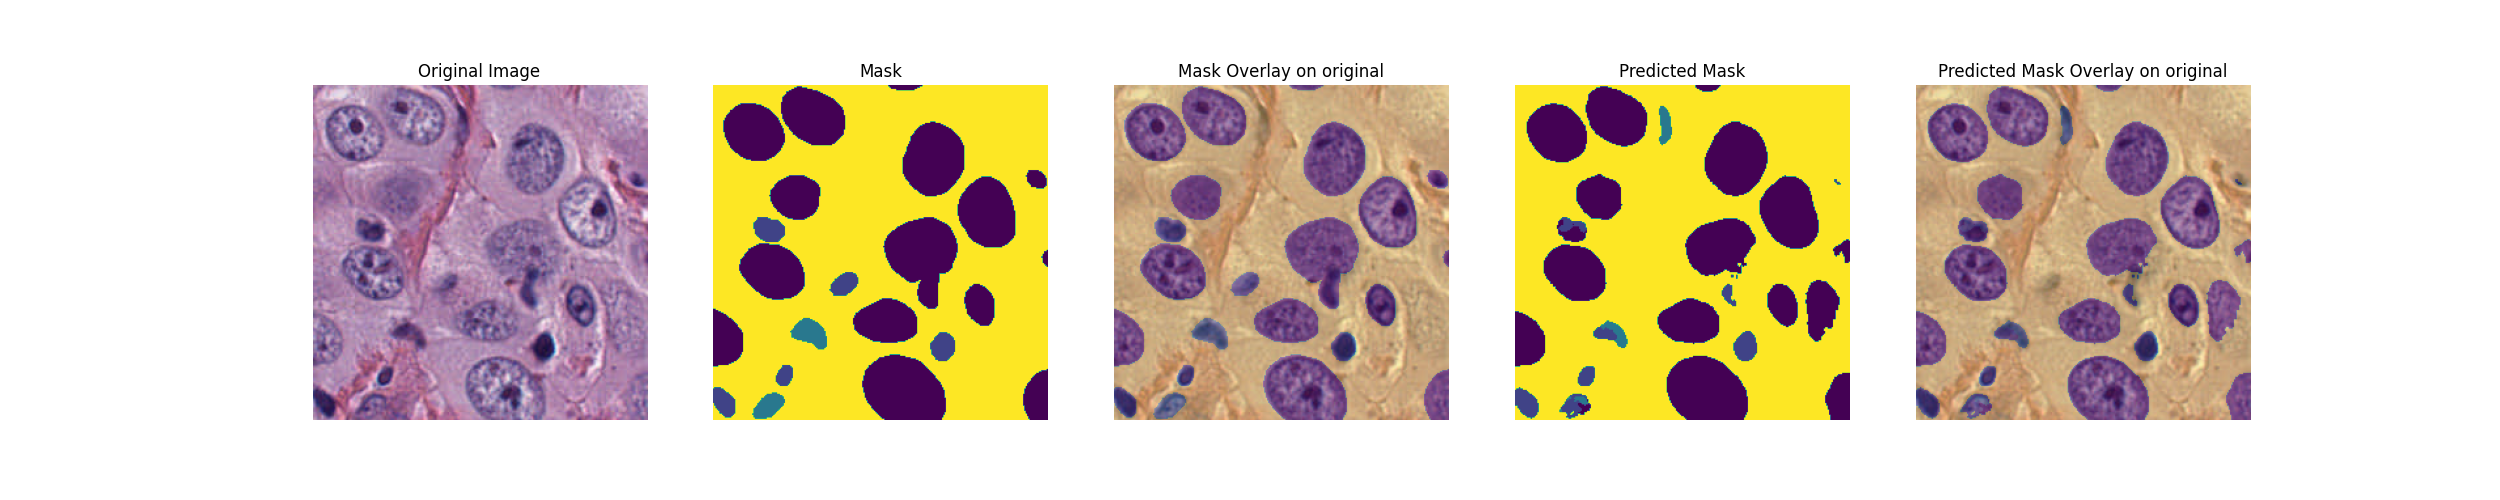 Original Image
Mask
Mask Overlay on original
Predicted Mask
Predicted Mask Overlay on original